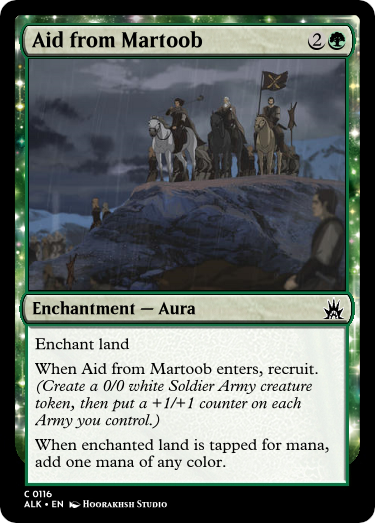 Aid from Martoob 2
Enchantment — Aura
Enchant land
When Aid from Martoob enters, recruit.
(Create a 0/0 white Soldier Army creature
token, then put a +1/+1 counter on each
Army you control.)
When enchanted land is tapped for mana,
add one mana of any color.
C 0116
ALK • EN Hoorakhsh Studio